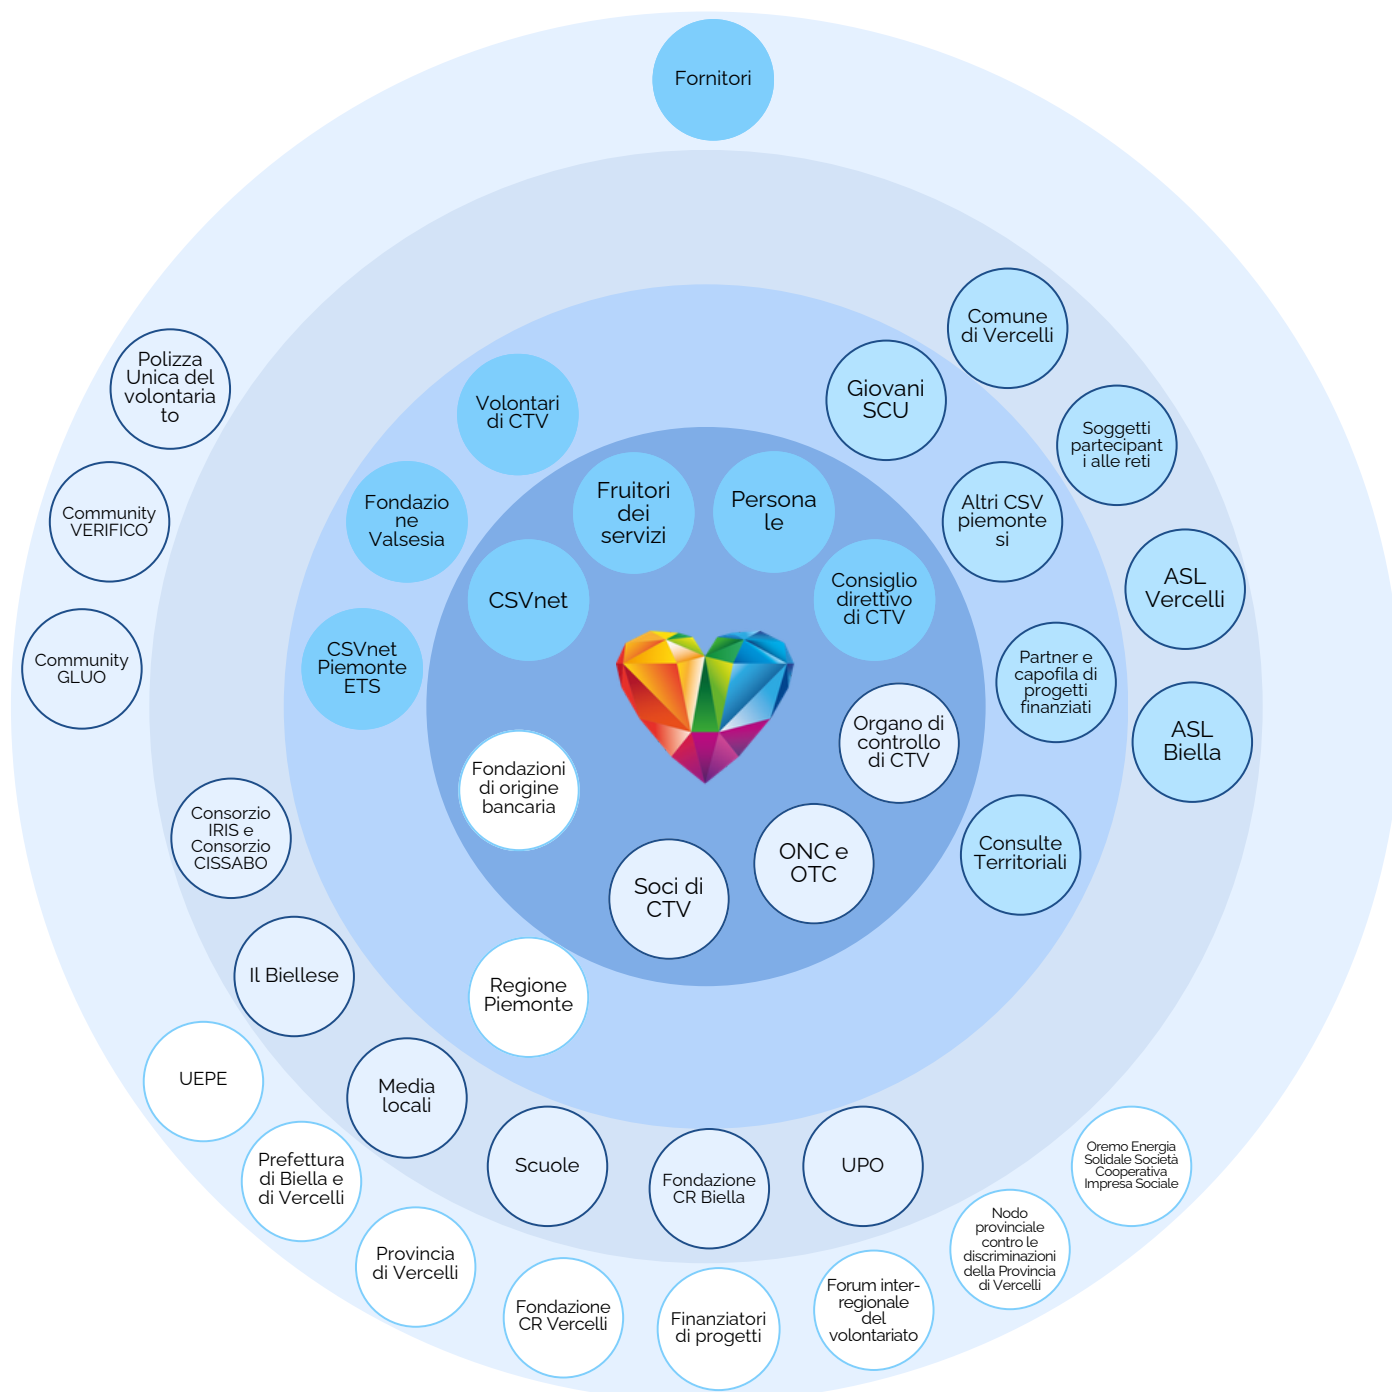 Fornitori
Comune
di Vercelli
Polizza
Unica del
volontaria
to
Volontari
di CTV
Giovani
SCU
Soggetti
partecipant
i alle reti
Community
VERIFICO
Fondazio
ne
Valsesia
Fruitori
dei
servizi
Persona
le
Altri CSV
piemonte
si
CSVnet
Consiglio
direttivo
di CTV
ASL
Vercelli
Community
GLUO
CSVnet
Piemonte
ETS
Partner e
capofila di
progetti
finanziati
ASL
Biella
Organo di
controllo
di CTV
Fondazioni
di origine
bancaria
Consorzio
IRIS e
Consorzio
CISSABO
ONC e
OTC
Consulte
Territoriali
Soci di
CTV
Il Biellese
Regione
Piemonte
UEPE
Media
locali
Prefettura
di Biella e
di Vercelli
Scuole
Fondazione
CR Biella
UPO
Oremo Energia
Solidale Società
Cooperativa
Impresa Sociale
Provincia
di Vercelli
Nodo
provinciale
contro le
discriminazioni
della Provincia
di Vercelli
Fondazione
CR Vercelli
Finanziatori
di progetti
Forum inter-
regionale
del
volontariato